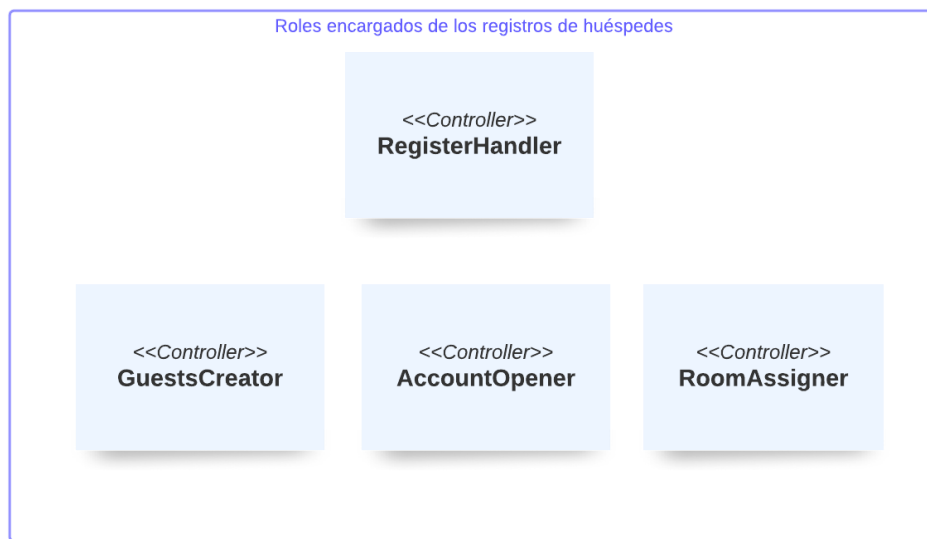 Roles encargados de los registros de huéspedes
<<Controller>>
RegisterHandler
<<Controller>>
GuestsCreator
<<Controller>>
AccountOpener
<<Controller>>
RoomAssigner